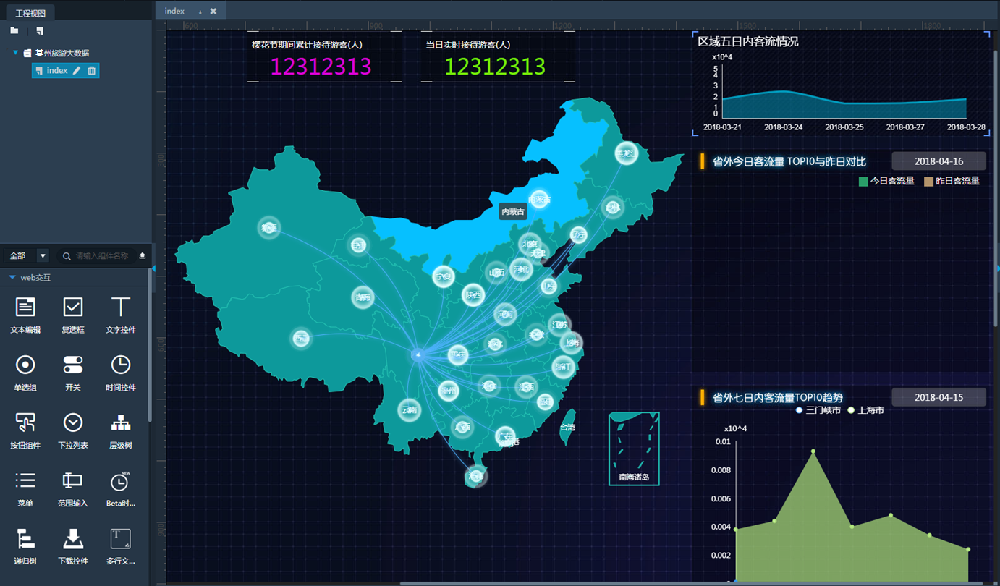 工程视图
某州旅游大数据
index
全部
请输入组件名称
web交互
文本编辑
复选框
文字控件
单选组
开关
时间控件
按钮组件
下拉列表
层级树
菜单
范围输入
NEW
Beta时...
递归树
下载控件
多行文...
index
600
900
1200
1500
1800
300
600
900
樱花节期间累计接待游客(人)
12312313
当日实时接待游客(人)
12312313
黑龙江
内蒙古
内蒙古
吉林
新疆
甘肃
辽宁
北京
天津
宁夏
山西
河北
山东
青海
陕西
河南
江苏
西藏
安徽
上海
重庆
湖北
浙江
贵州
湖南
江西
福建
云南
广西
广东
台湾
海南
南海诸岛
区域五日内客流情况
x10^4
5
4
3
2
1
0
2018-03-21
2018-03-24
2018-03-25
2018-03-27
2018-03-28
省外今日客流量 TOP10与昨日对比
2018-04-16
今日客流量
昨日客流量
省外七日内客流量TOP10趋势
2018-04-15
三门峡市
上海市
x10^4
0.01
0.008
0.006
0.004
0.002